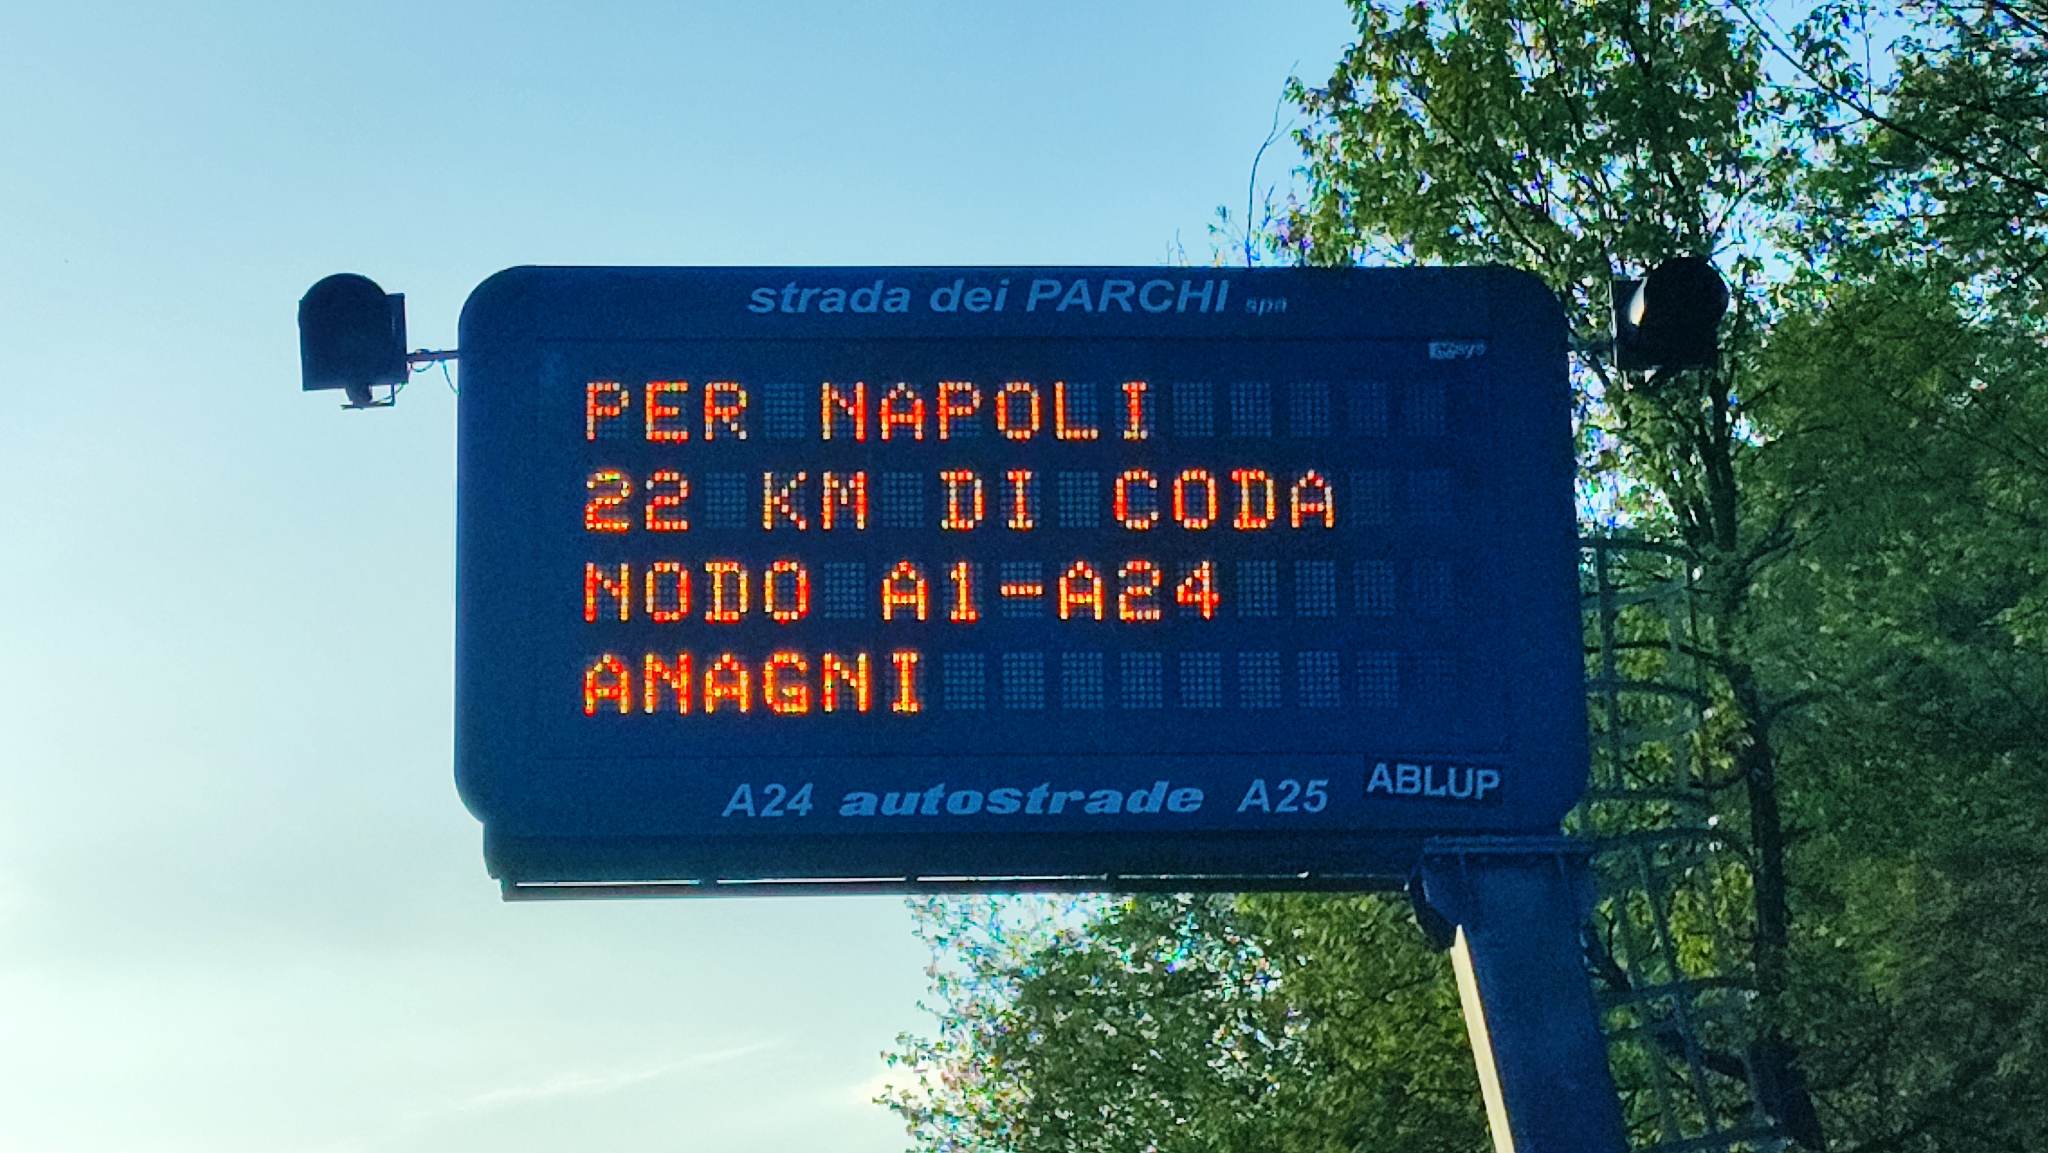 strada dei PARCHI spa
PER NAPOLI
22 KM DI CODA
NODO A1-A24
ANAGNI
A24 autostrade A25
ABLUP